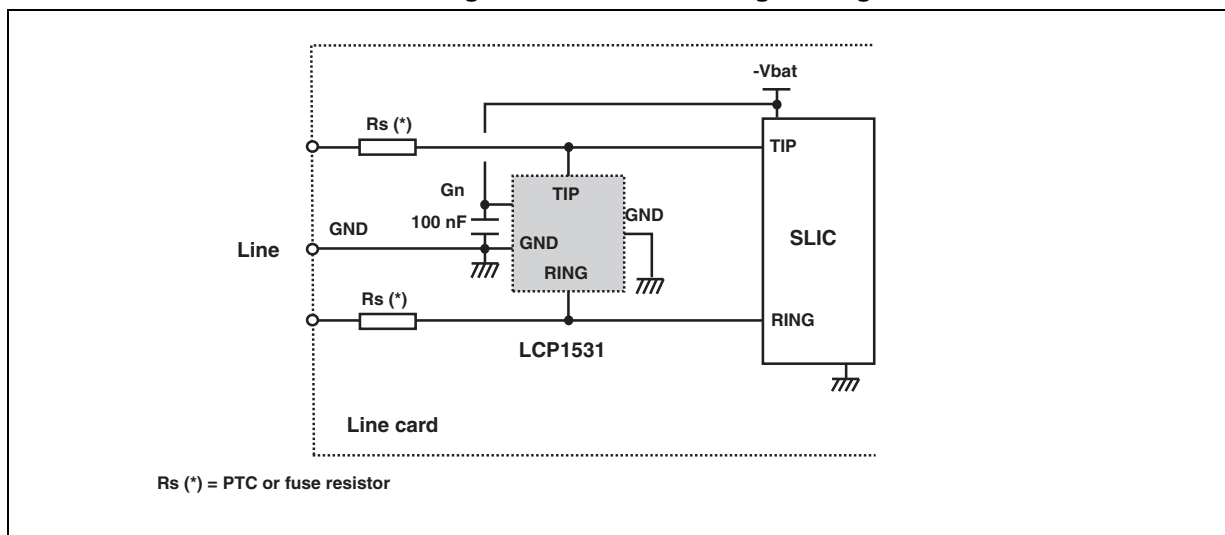 -Vbat
Rs (*)
TIP
Gn
TIP
100 nF
GND
GND
GND
SLIC
Line
RING
Rs (*)
RING
LCP1531
Line card
Rs (*) = PTC or fuse resistor